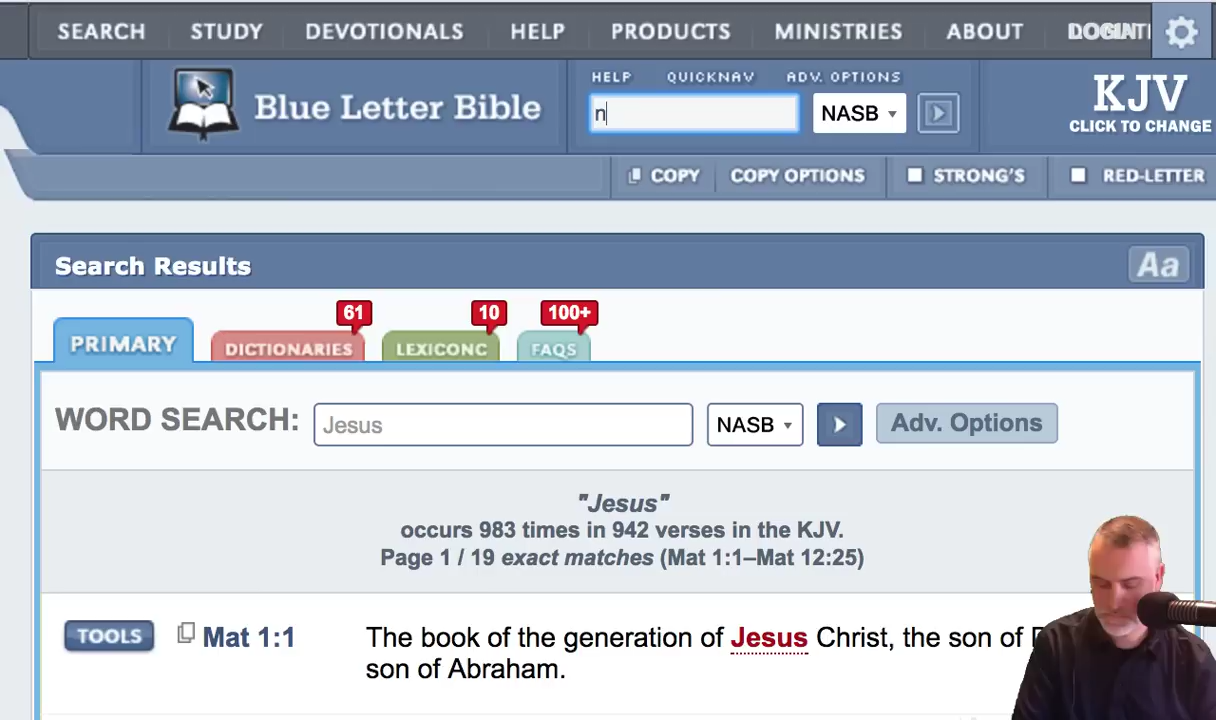 SEARCH STUDY DEVOTIONALS HELP PRODUCTS MINISTRIES ABOUT
HELP QUICKNAV ADV. OPTIONS
Blue Letter Bible
n
NASB
KJV
CLICK TO CHANGE
COPY COPY OPTIONS STRONG'S RED-LETTER
Search Results
Aa
61 10 100+
PRIMARY DICTIONARIES LEXICONC FAQS
WORD SEARCH: Jesus NASB Adv. Options
"Jesus"
occurs 983 times in 942 verses in the KJV.
Page 1 / 19 exact matches (Mat 1:1–Mat 12:25)
TOOLS Mat 1:1 The book of the generation of Jesus Christ, the son of
son of Abraham.